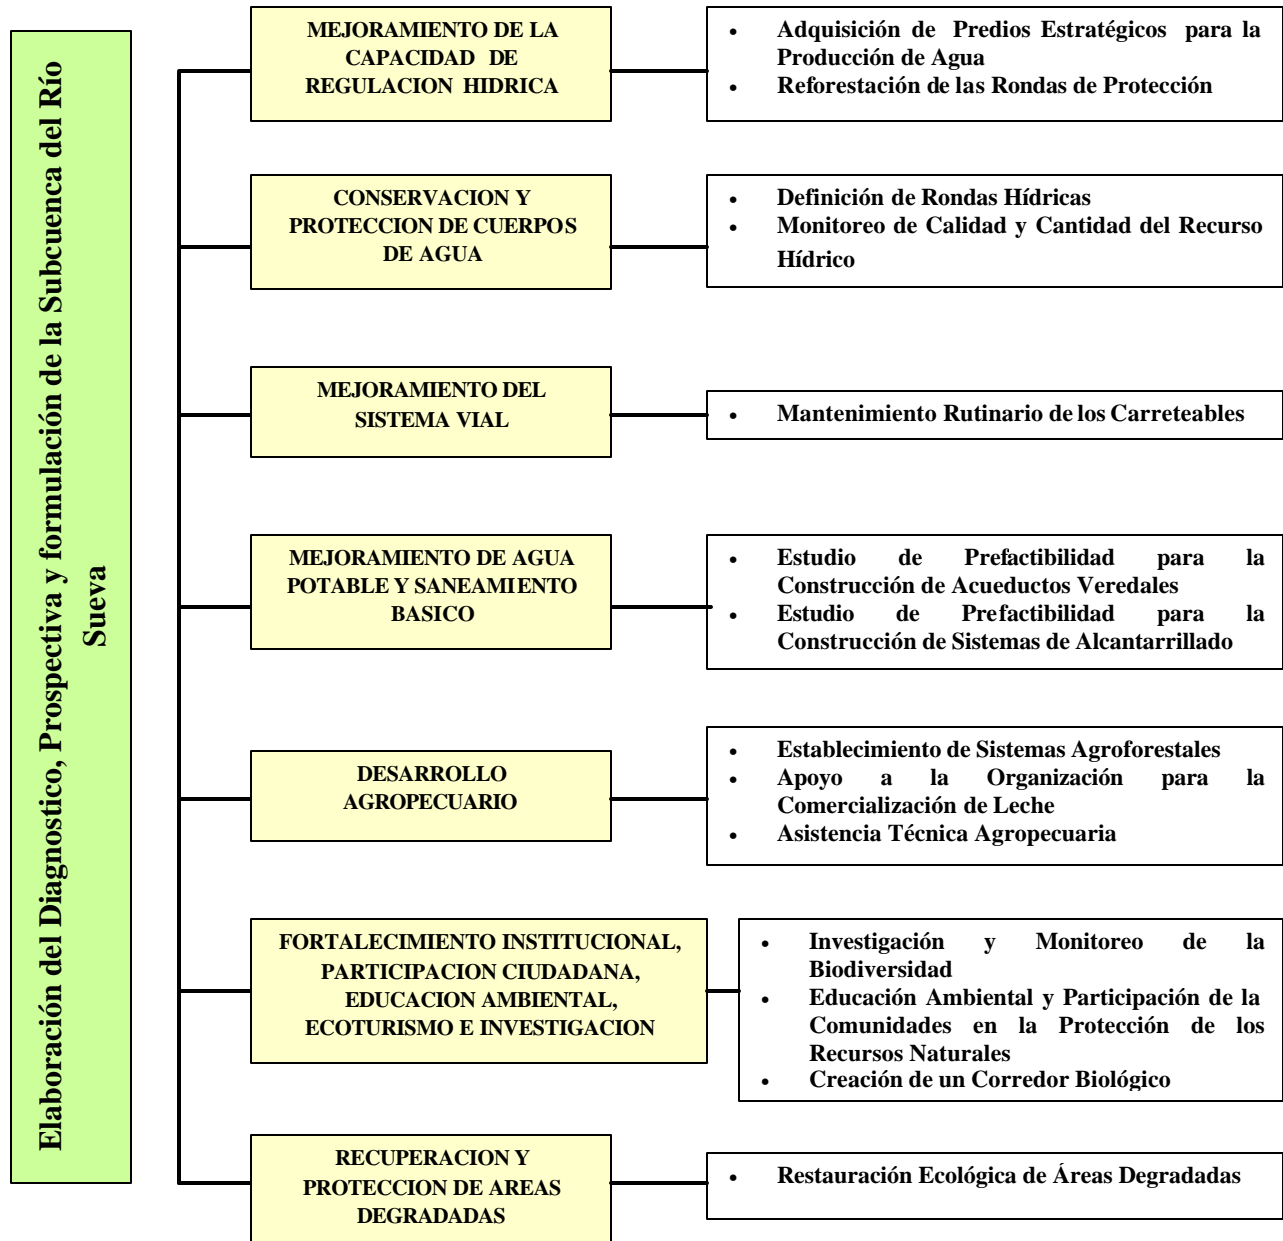 Elaboración del Diagnostico, Prospectiva y formulación de la Subcuenca del Río
Sueva
MEJORAMIENTO DE LA
CAPACIDAD DE
REGULACION HIDRICA
• Adquisición de Predios Estratégicos para la
Producción de Agua
• Reforestación de las Rondas de Protección
CONSERVACION Y
PROTECCION DE CUERPOS
DE AGUA
• Definición de Rondas Hídricas
• Monitoreo de Calidad y Cantidad del Recurso
Hídrico
MEJORAMIENTO DEL
SISTEMA VIAL
• Mantenimiento Rutinario de los Carreteables
MEJORAMIENTO DE AGUA
POTABLE Y SANEAMIENTO
BASICO
• Estudio de Prefactibilidad para la
Construcción de Acueductos Veredales
• Estudio de Prefactibilidad para la
Construcción de Sistemas de Alcantarrillado
DESARROLLO
AGROPECUARIO
• Establecimiento de Sistemas Agroforestales
• Apoyo a la Organización para la
Comercialización de Leche
• Asistencia Técnica Agropecuaria
FORTALECIMIENTO INSTITUCIONAL,
PARTICIPACION CIUDADANA,
EDUCACION AMBIENTAL,
ECOTURISMO E INVESTIGACION
• Investigación y Monitoreo de la
Biodiversidad
• Educación Ambiental y Participación de la
Comunidades en la Protección de los
Recursos Naturales
• Creación de un Corredor Biológico
RECUPERACION Y
PROTECCION DE AREAS
DEGRADADAS
• Restauración Ecológica de Áreas Degradadas